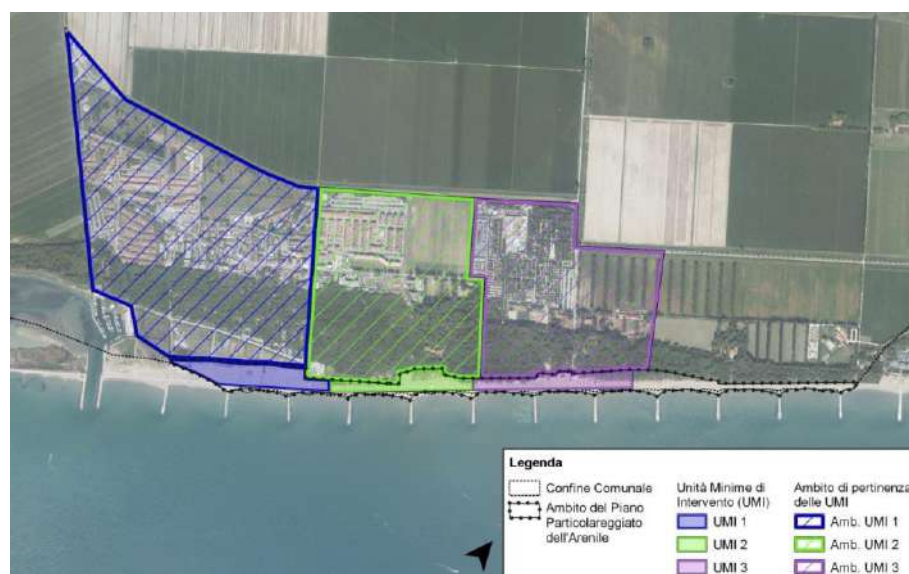 Legenda
Confine Comunale
Ambito del Piano
Particolareggiato
dell'Arenile
Unità Minime di
Intervento (UMI)
UMI 1
UMI 2
UMI 3
Ambito di pertinenza
delle UMI
Amb. UMI 1
Amb. UMI 2
Amb. UMI 3